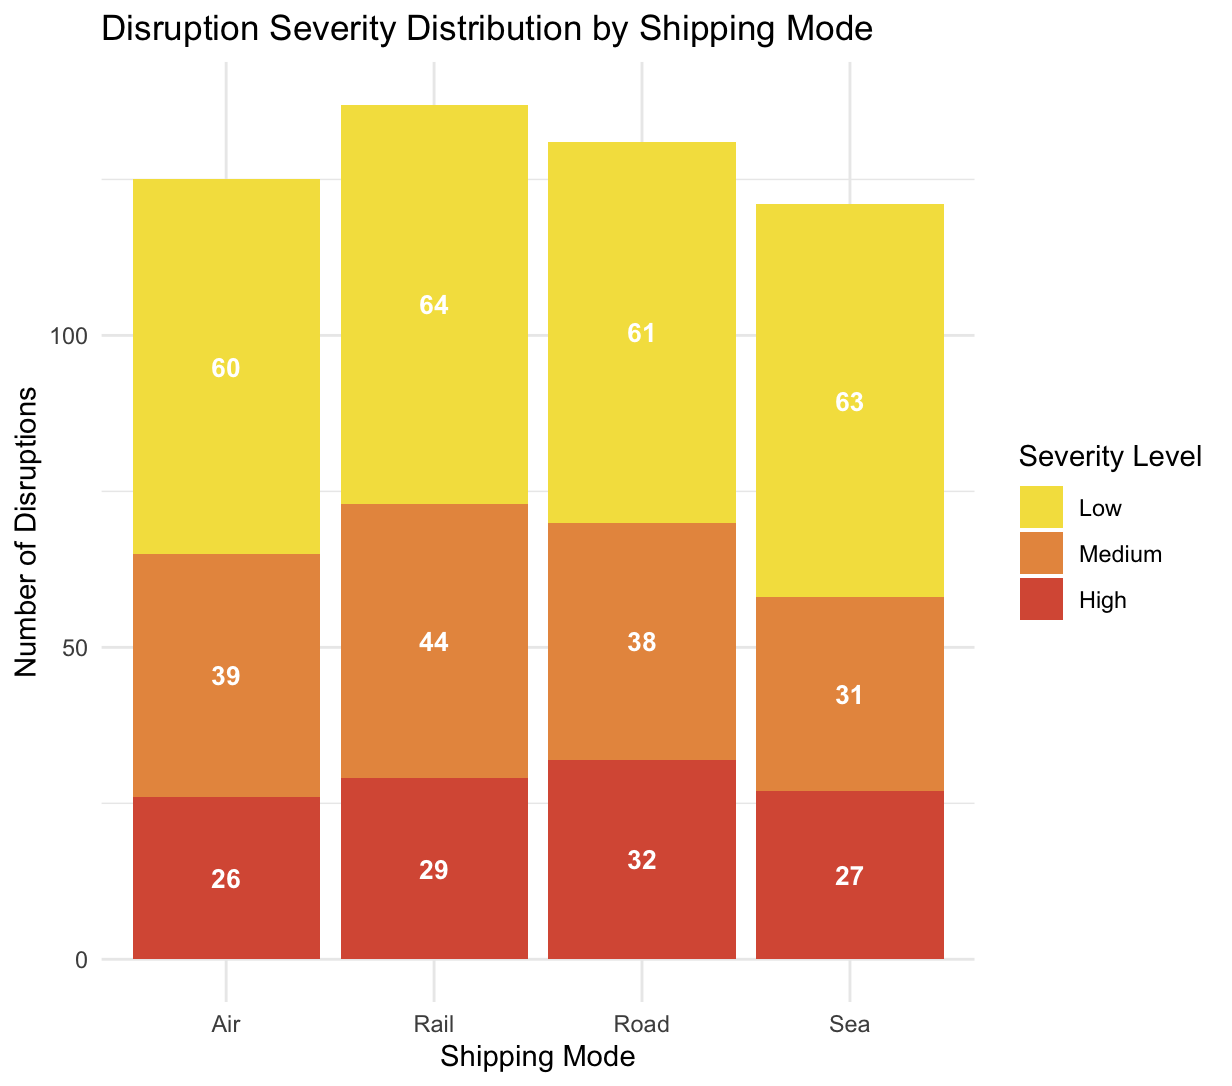 Disruption Severity Distribution by Shipping Mode
Number of Disruptions
100
50
0
64
61
60
63
44
38
39
31
29
32
26
27
Air
Rail
Road
Sea
Shipping Mode
Severity Level
Low
Medium
High